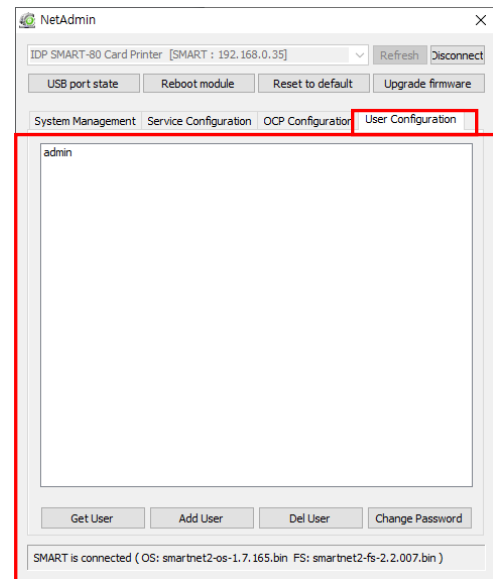 NetAdmin
IDP SMART-80 Card Printer [SMART : 192.168.0.35] Refresh Disconnect
USB port state Reboot module Reset to default Upgrade firmware
System Management Service Configuration OCP Configuration User Configuration
admin
Get User Add User Del User Change Password
SMART is connected ( OS: smartnet2-os-1.7.165.bin FS: smartnet2-fs-2.2.007.bin )